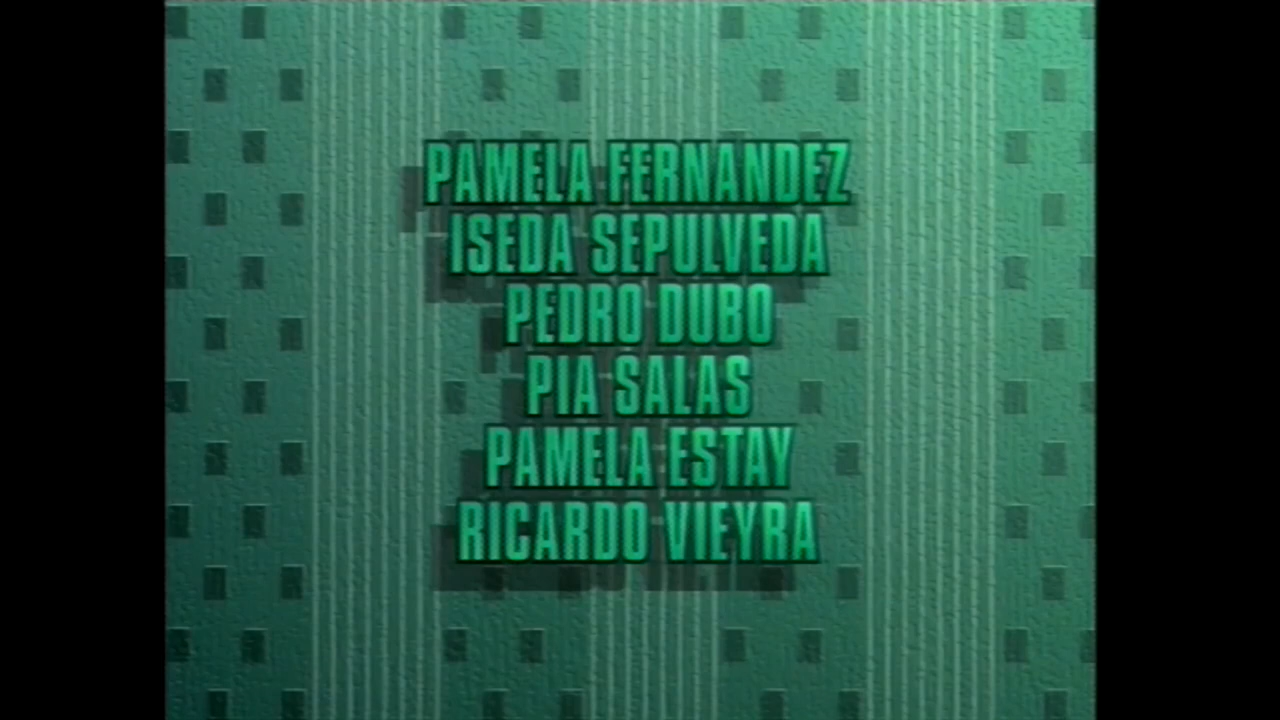 PAMELA FERNANDEZ
ISEDA SEPULVEDA
PEDRO DUBO
PIA SALAS
PAMELA ESTAY
RICARDO VIEYRA